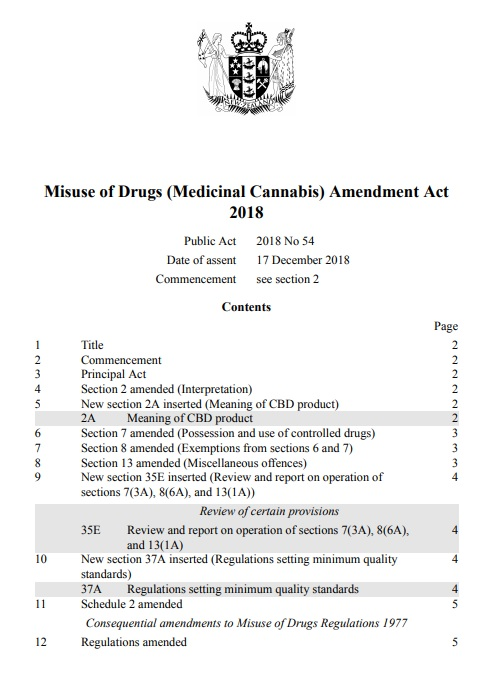 Misuse of Drugs (Medicinal Cannabis) Amendment Act
2018
Public Act 2018 No 54
Date of assent 17 December 2018
Commencement see section 2
Contents
Page
1 Title 2
2 Commencement 2
3 Principal Act 2
4 Section 2 amended (Interpretation) 2
5 New section 2A inserted (Meaning of CBD product) 2
2A Meaning of CBD product 2
6 Section 7 amended (Possession and use of controlled drugs) 3
7 Section 8 amended (Exemptions from sections 6 and 7) 3
8 Section 13 amended (Miscellaneous offences) 3
9 New section 35E inserted (Review and report on operation of 4
sections 7(3A), 8(6A), and 13(1A))
Review of certain provisions
35E Review and report on operation of sections 7(3A), 8(6A), 4
and 13(1A)
10 New section 37A inserted (Regulations setting minimum quality 4
standards)
37A Regulations setting minimum quality standards 4
11 Schedule 2 amended 5
Consequential amendments to Misuse of Drugs Regulations 1977
12 Regulations amended 5